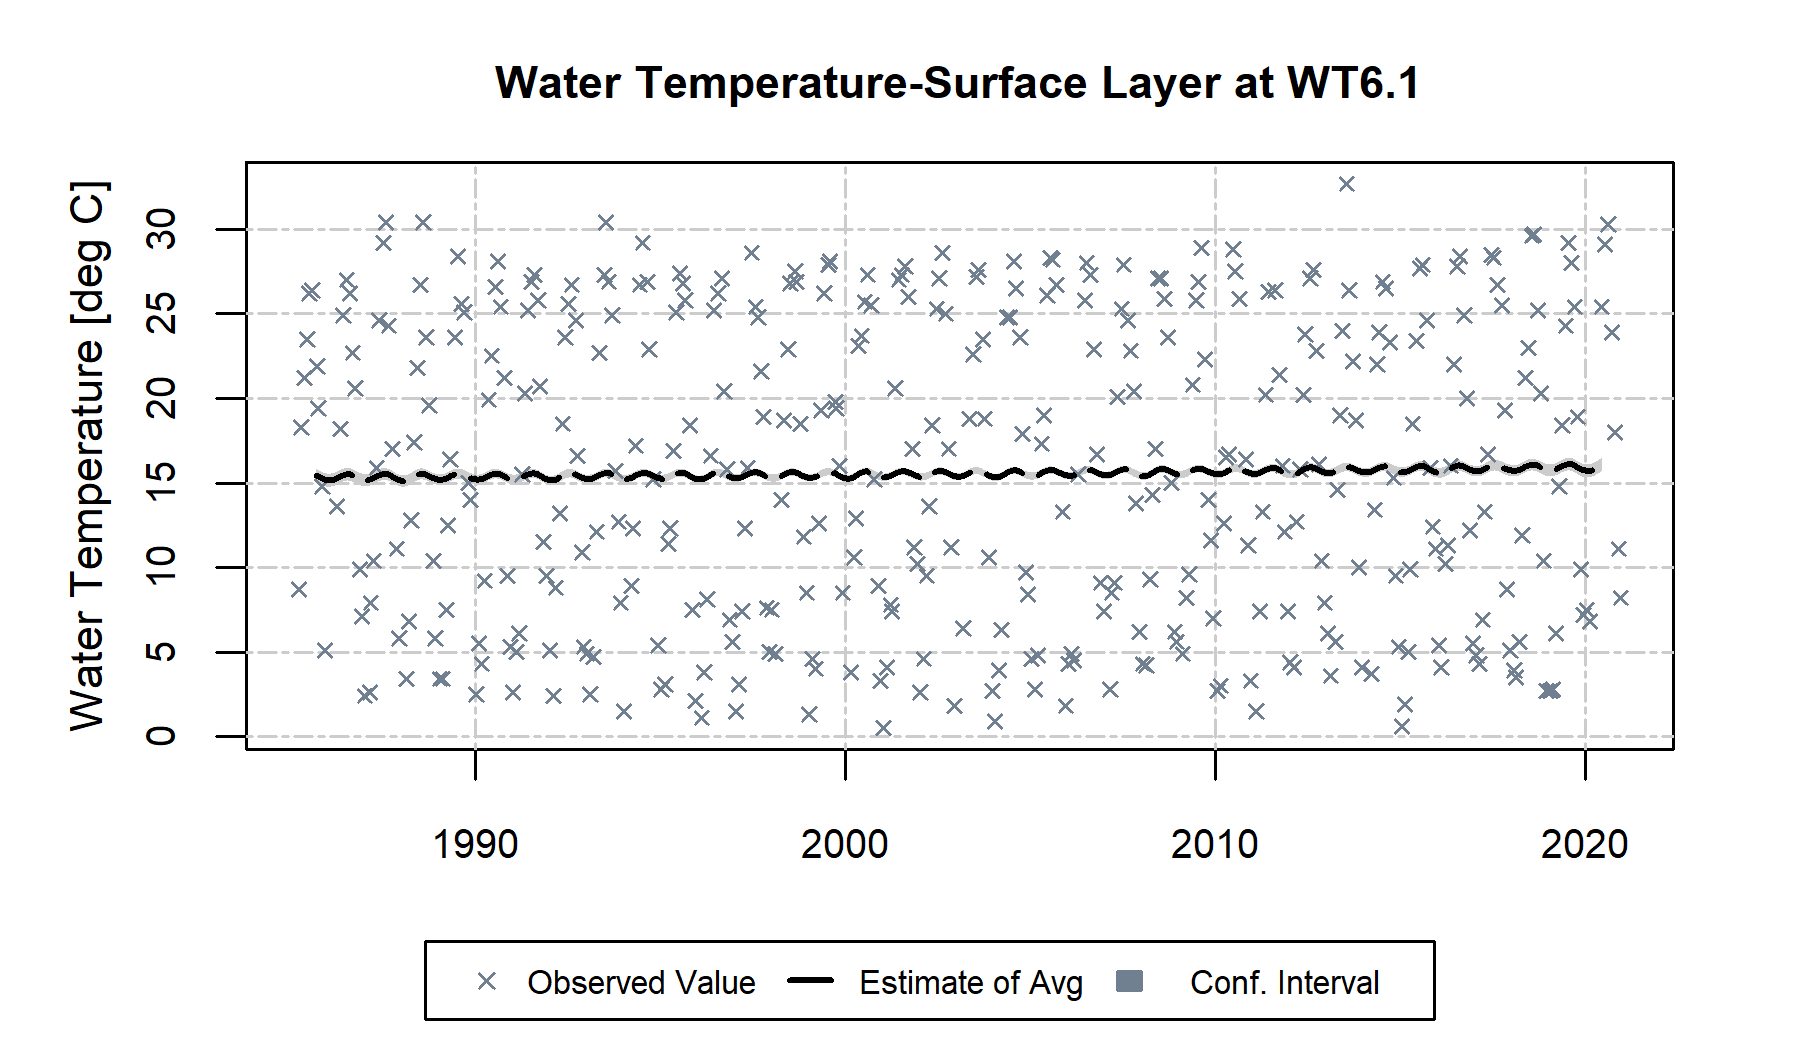 Water Temperature-Surface Layer at WT6.1
Water Temperature [deg C]
30
25
20
15
10
5
0
1990 2000 2010 2020
Observed Value Estimate of Avg Conf. Interval